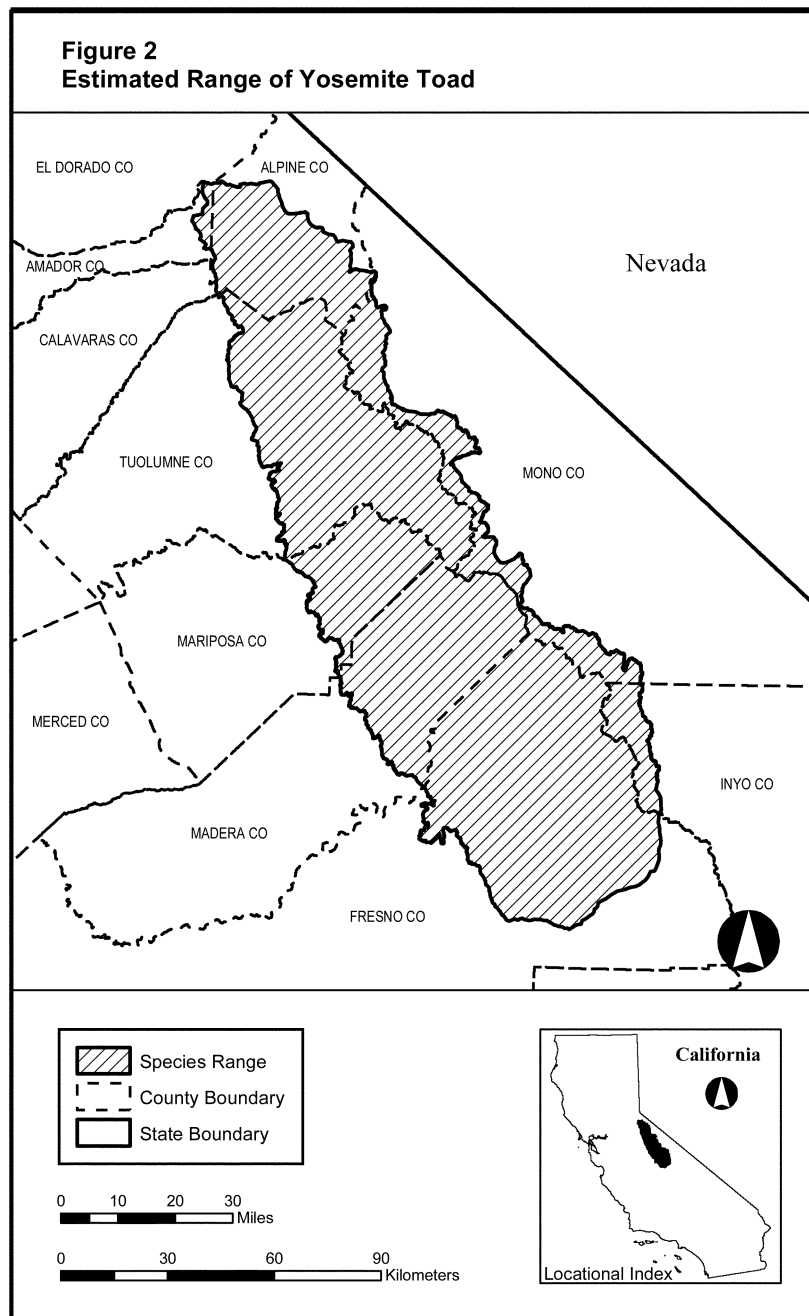 Figure 2
Estimated Range of Yosemite Toad
EL DORADO CO
ALPINE CO
AMADOR CO
Nevada
CALAVARAS CO
TUOLUMNE CO
MONO CO
MARIPOSA CO
MERCED CO
INYO CO
MADERA CO
FRESNO CO
Species Range
County Boundary
State Boundary
0 10 20 30
Miles
0 30 60 90
Kilometers
California
Locational Index